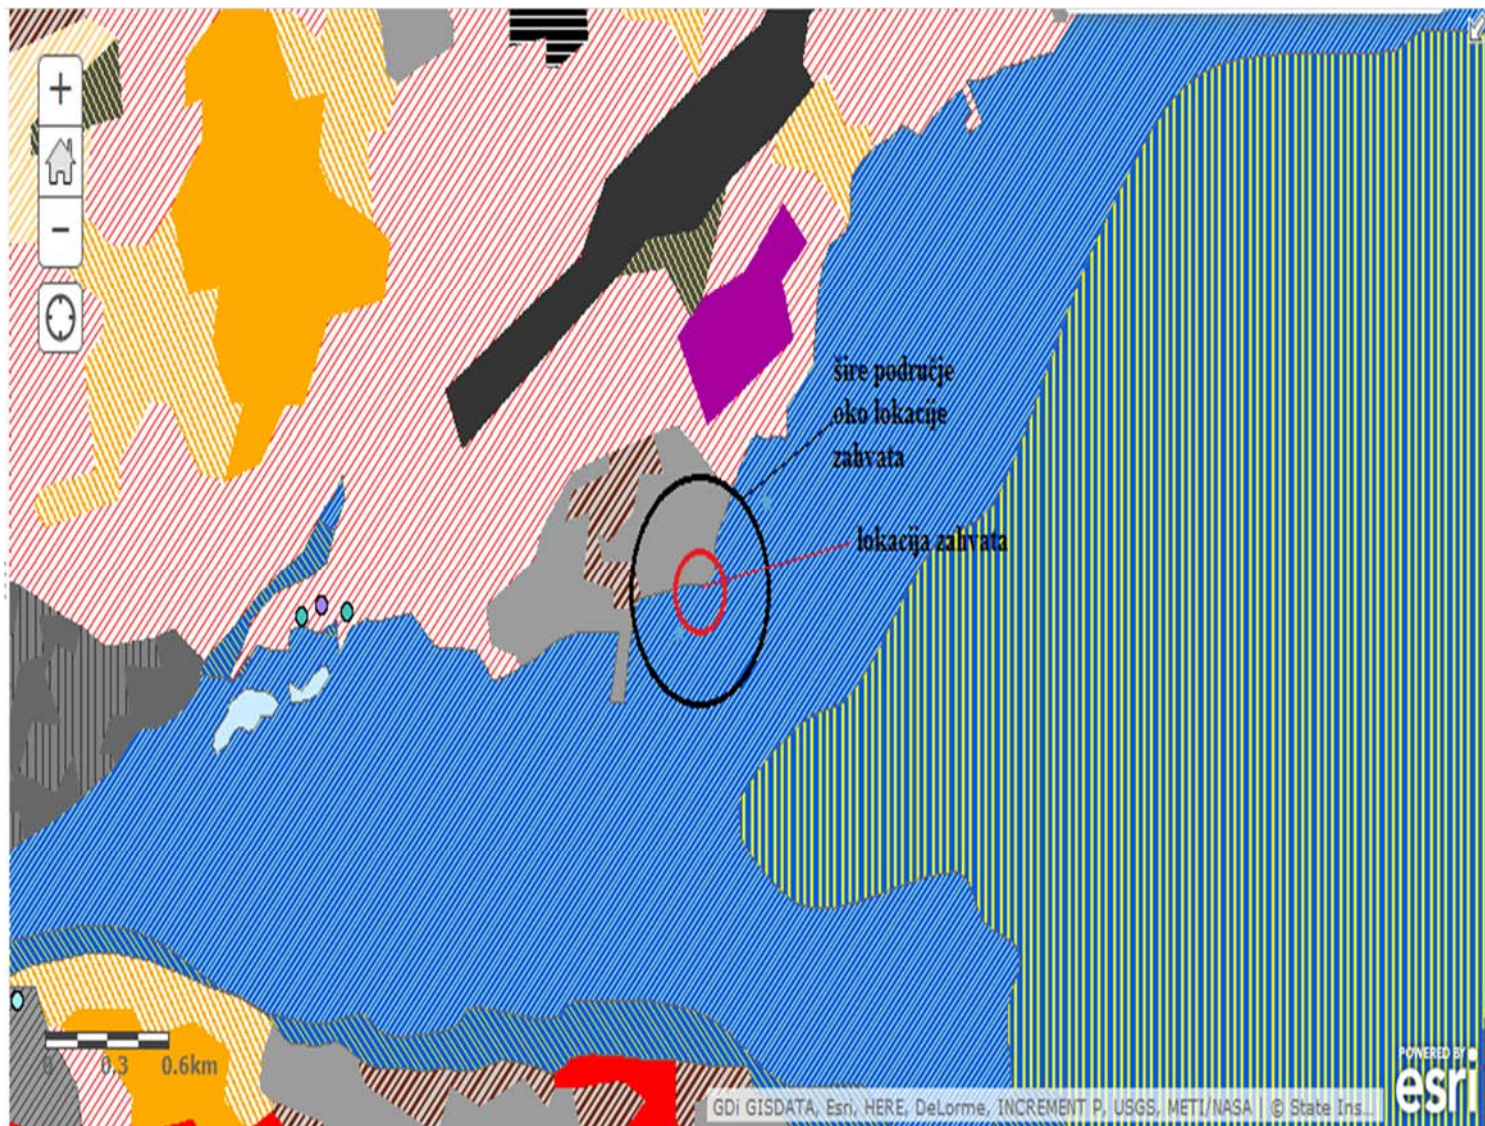 +
−
šire područje
oko lokacije
zahvata
lokacija zahvata
0 0.3 0.6km
POWERED BY
esri
GDi GISDATA, Esri, HERE, DeLorme, INCREMENT P, USGS, METI/NASA | © State Ins...